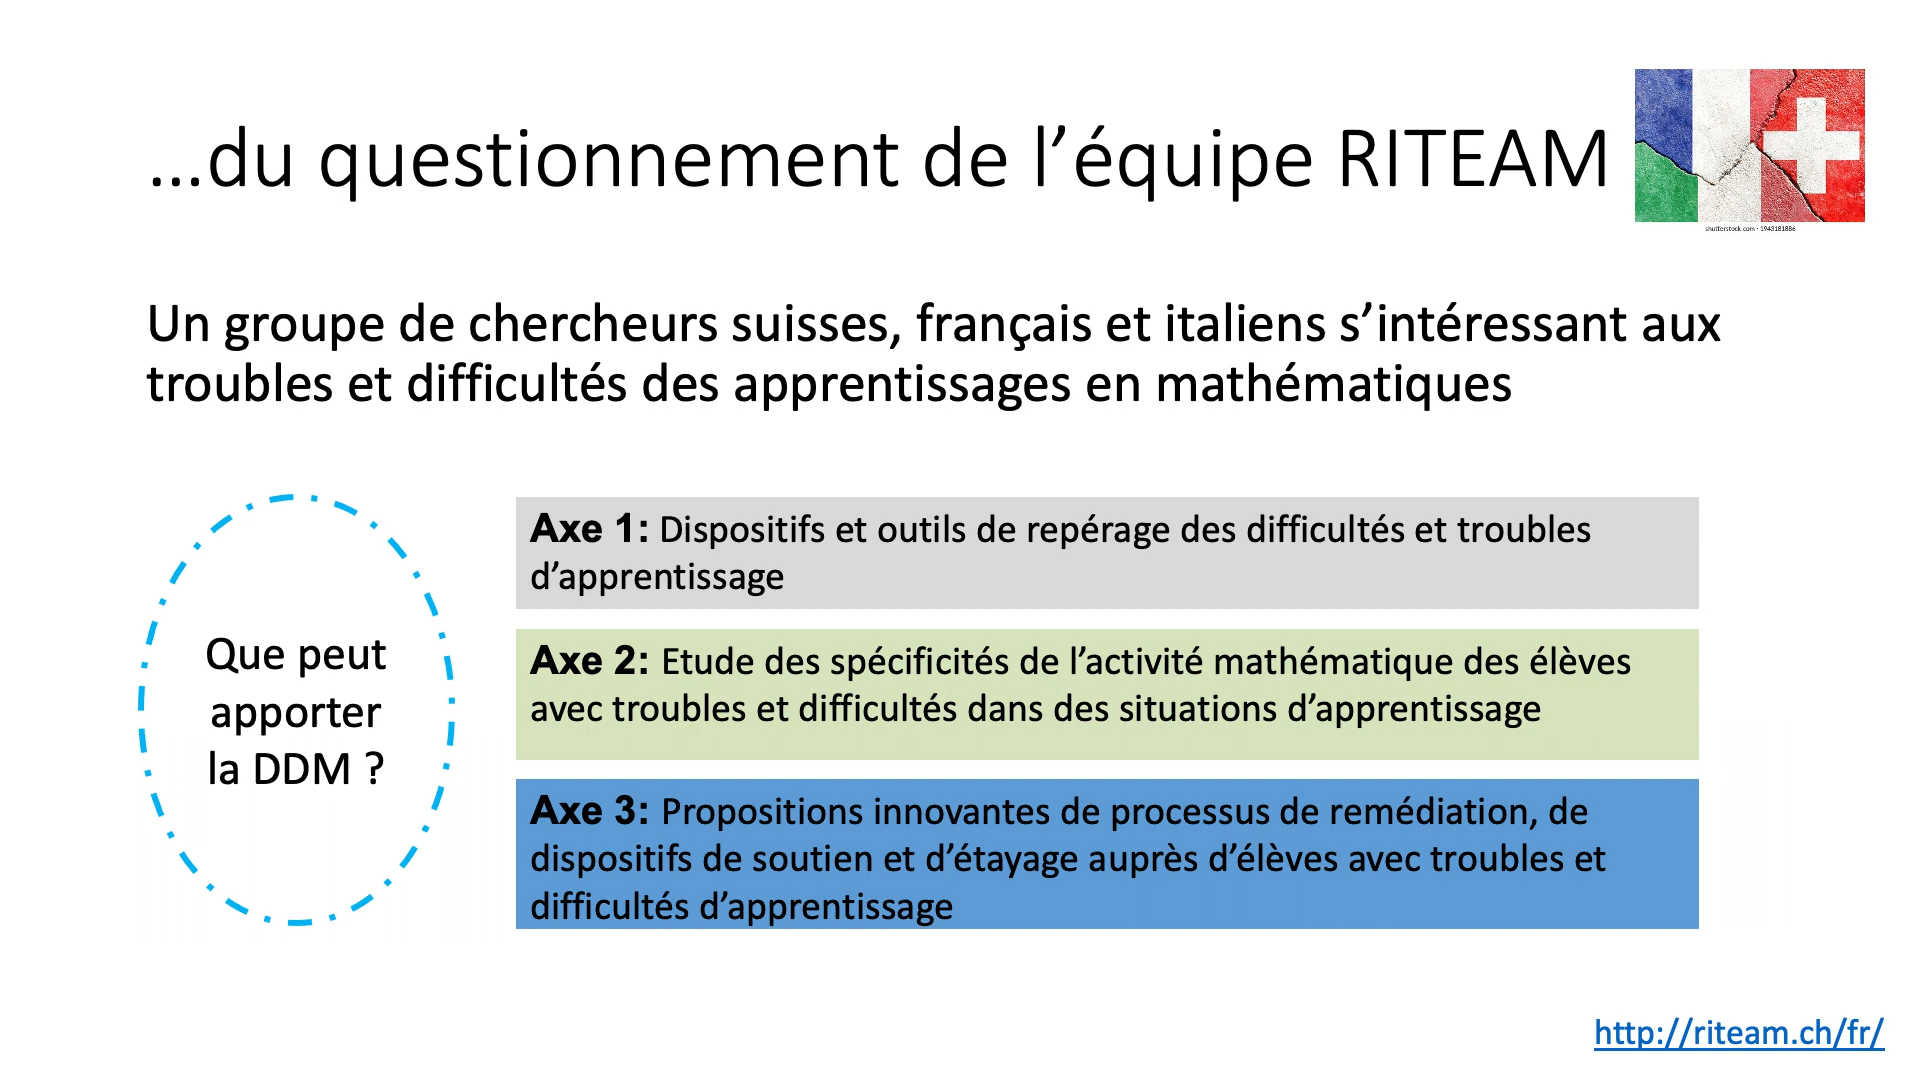 …du questionnement de l’équipe RITEAM
shutterstock.com · 1943181886
Un groupe de chercheurs suisses, français et italiens s’intéressant aux
troubles et difficultés des apprentissages en mathématiques
Que peut
apporter
la DDM ?
Axe 1: Dispositifs et outils de repérage des difficultés et troubles
d’apprentissage
Axe 2: Etude des spécificités de l’activité mathématique des élèves
avec troubles et difficultés dans des situations d’apprentissage
Axe 3: Propositions innovantes de processus de remédiation, de
dispositifs de soutien et d’étayage auprès d’élèves avec troubles et
difficultés d’apprentissage
http://riteam.ch/fr/